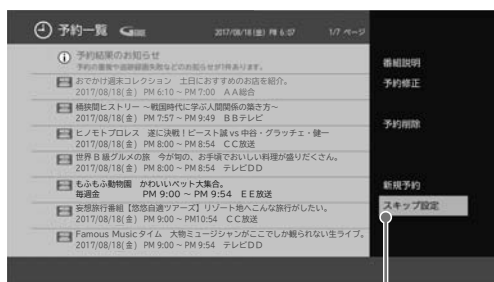 予約一覧 G-GUIDE 2017/08/18(金) PM 6:07 1/7 ページ
予約結果のお知らせ
予約の重複や追跡録画失敗などのお知らせが7件あります。
おでかけ週末コレクション 土日におすすめのお店を紹介。
2017/08/18(金) PM 6:10 ~ PM 7:00 AA総合
桶狭間ヒストリー ~戦国時代に学ぶ人間関係の築き方~
2017/08/18(金) PM 7:57 ~ PM 9:49 BBテレビ
ヒノモトプロレス 遂に決戦!ビースト誠 vs 中谷・グラッチェ・健一
2017/08/18(金) PM 8:00 ~ PM 8:54 CC放送
世界B級グルメの旅 今が旬の、お手頃でおいしい料理が盛りだくさん。
2017/08/18(金) PM 8:00 ~ PM 8:54 テレビDD
もふもふ動物園 かわいいペット大集合。
毎週金 PM 9:00 ~ PM 9:54 EE放送
妄想旅行番組【悠悠自適ツアーズ】リゾート地へこんな旅行がしたい。
2017/08/18(金) PM 9:00 ~ PM10:54 CC放送
Famous Musicタイム 大物ミュージシャンがここでしか観られない生ライブ。
2017/08/18(金) PM 9:00 ~ PM 9:54 テレビDD
番組説明
予約修正
予約削除
新規予約
スキップ設定